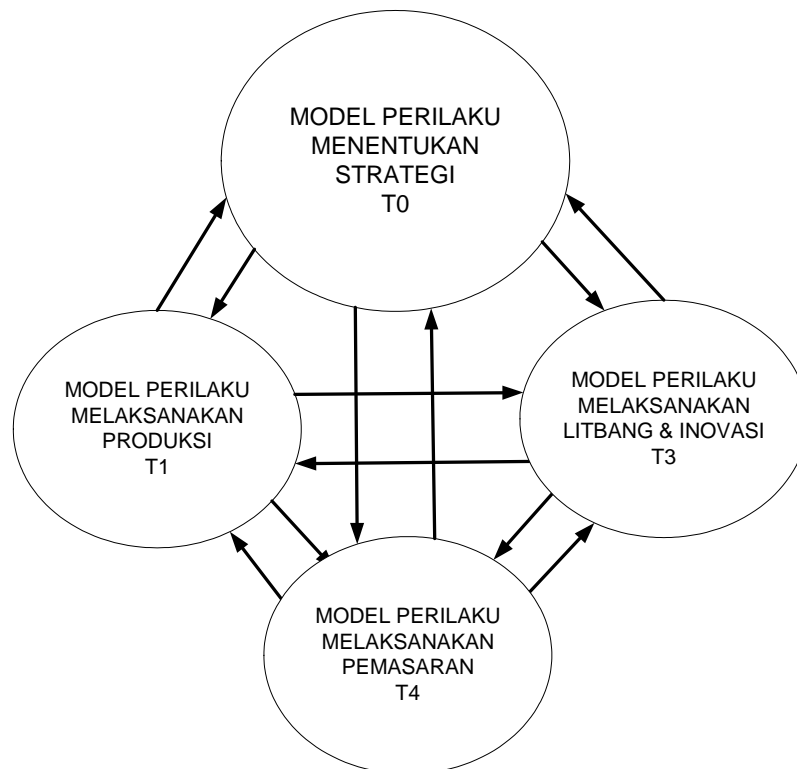 MODEL PERILAKU
MENENTUKAN
STRATEGI
T0
MODEL PERILAKU
MELAKSANAKAN
PRODUKSI
T1
MODEL PERILAKU
MELAKSANAKAN
LITBANG & INOVASI
T3
MODEL PERILAKU
MELAKSANAKAN
PEMASARAN
T4